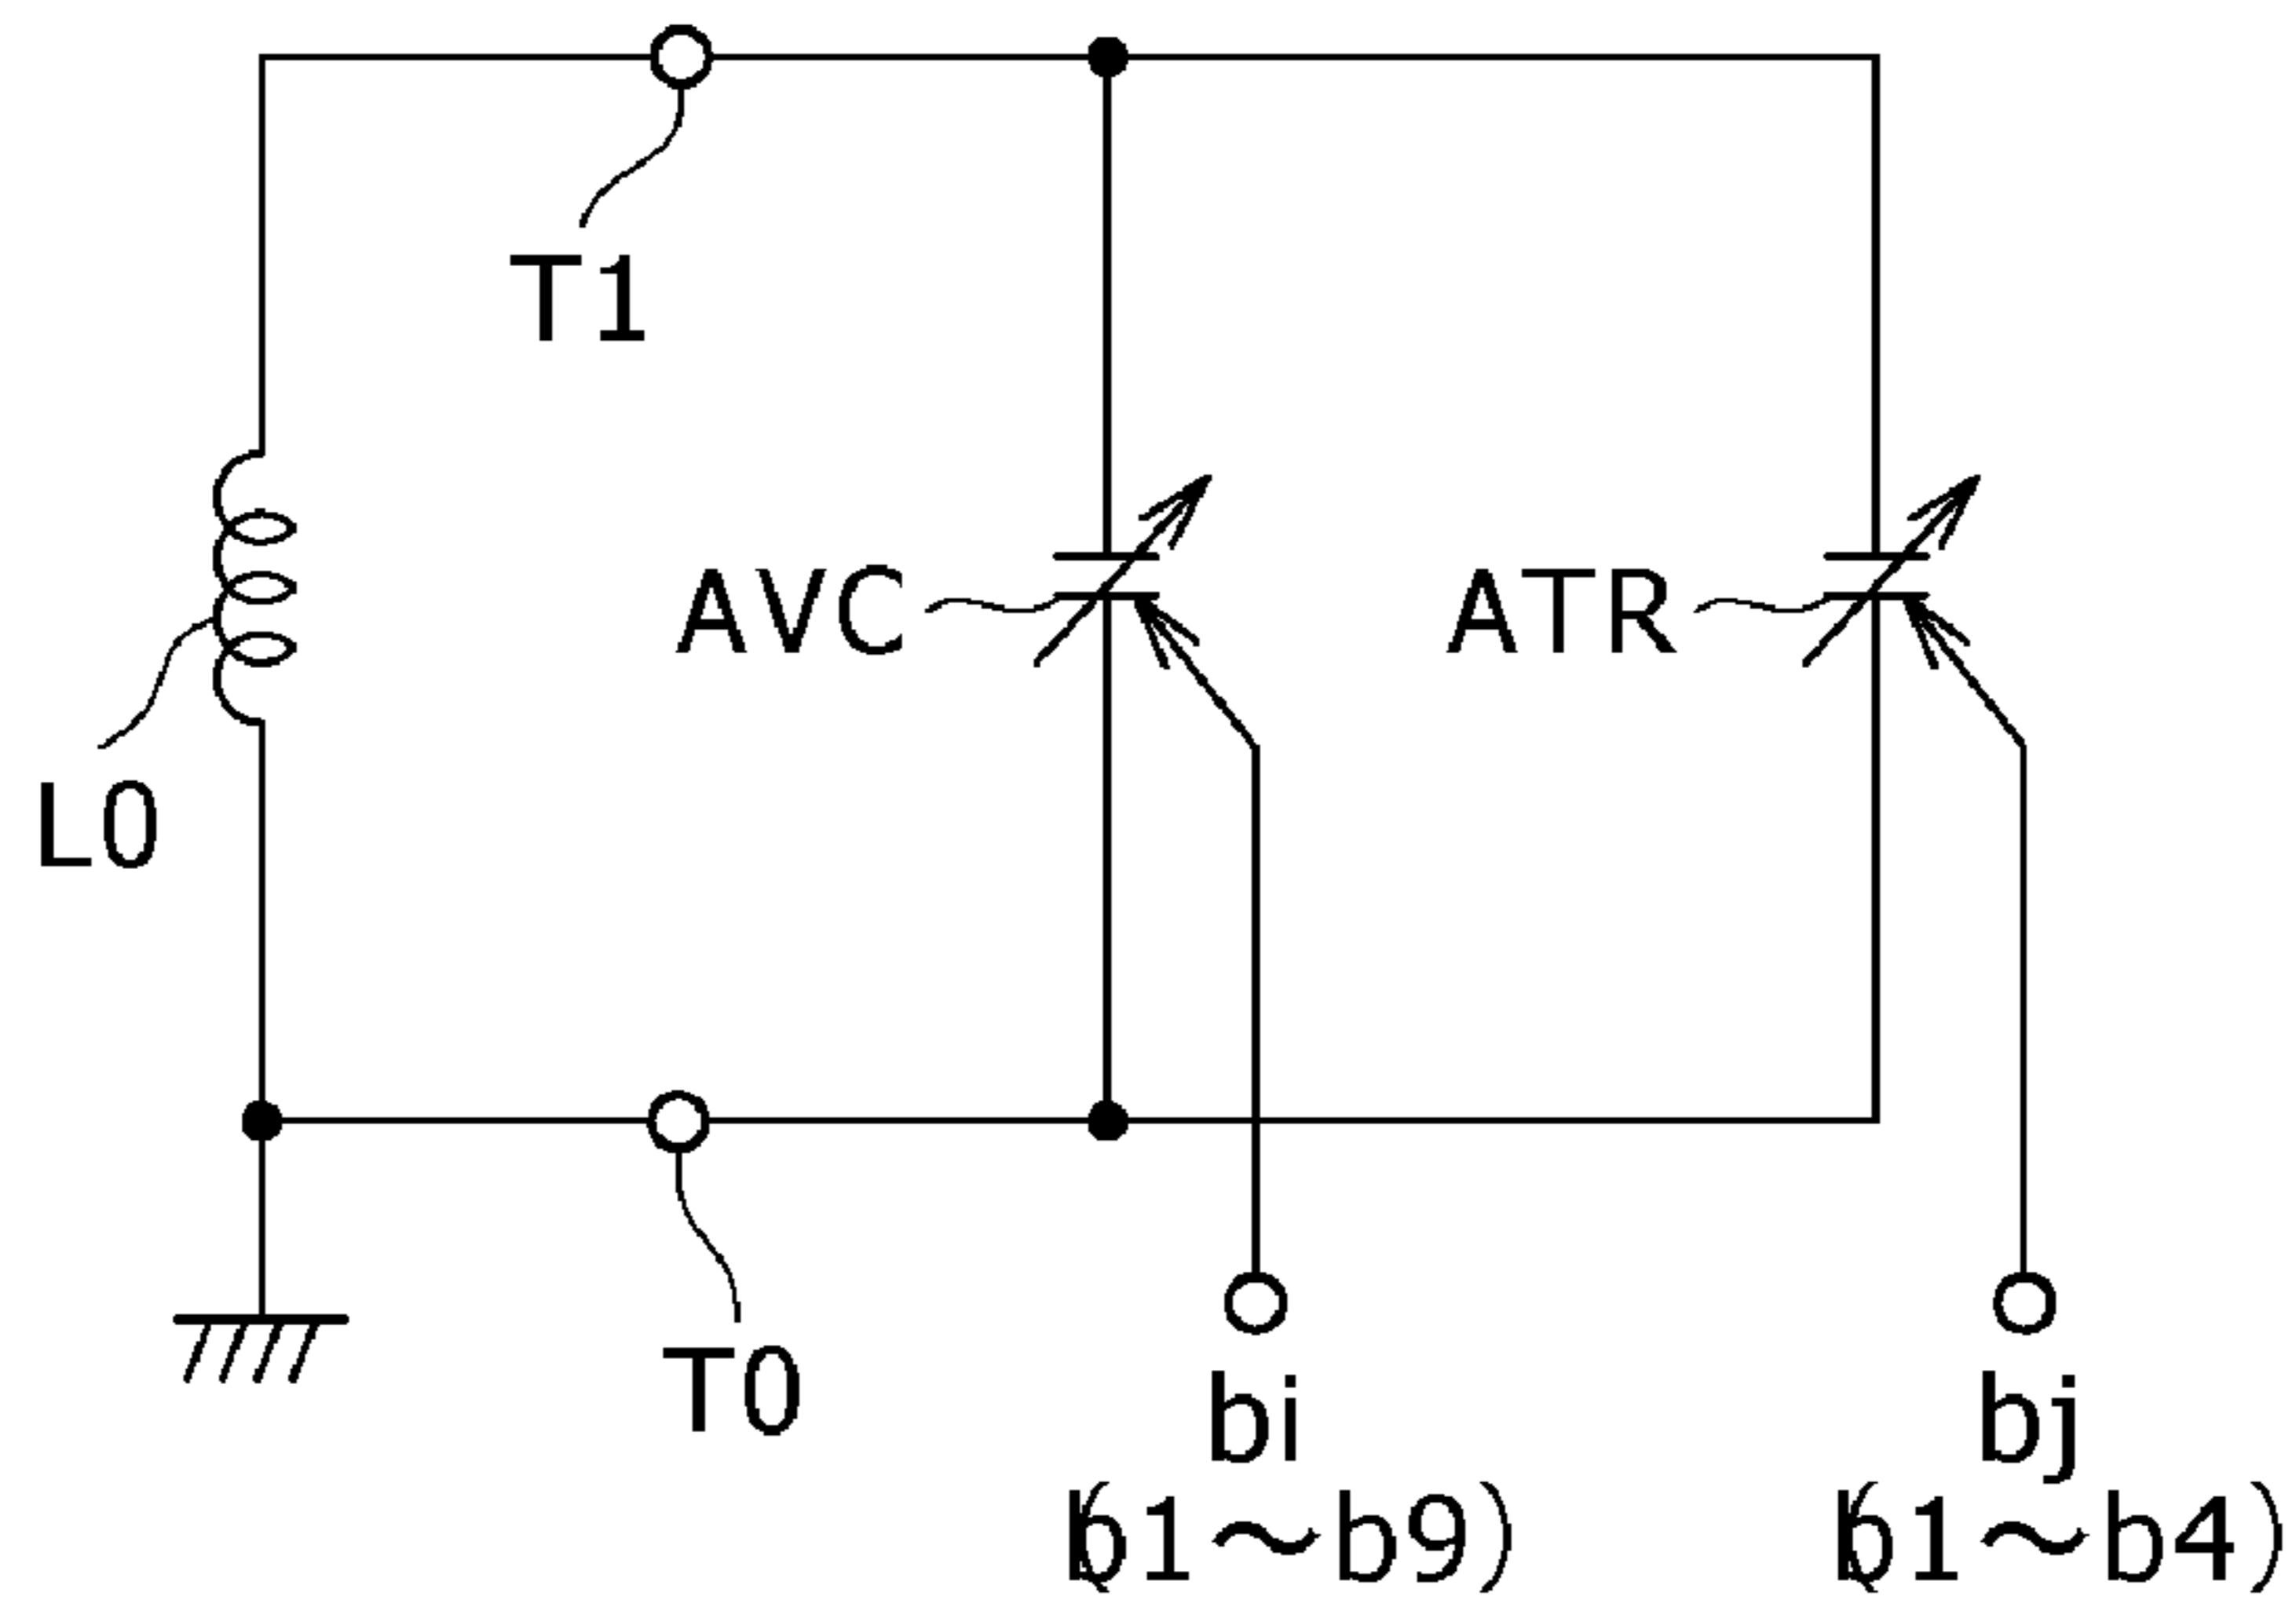 T1
AVC
ATR
L0
T0
bi
(b1～b9)
bj
(b1～b4)